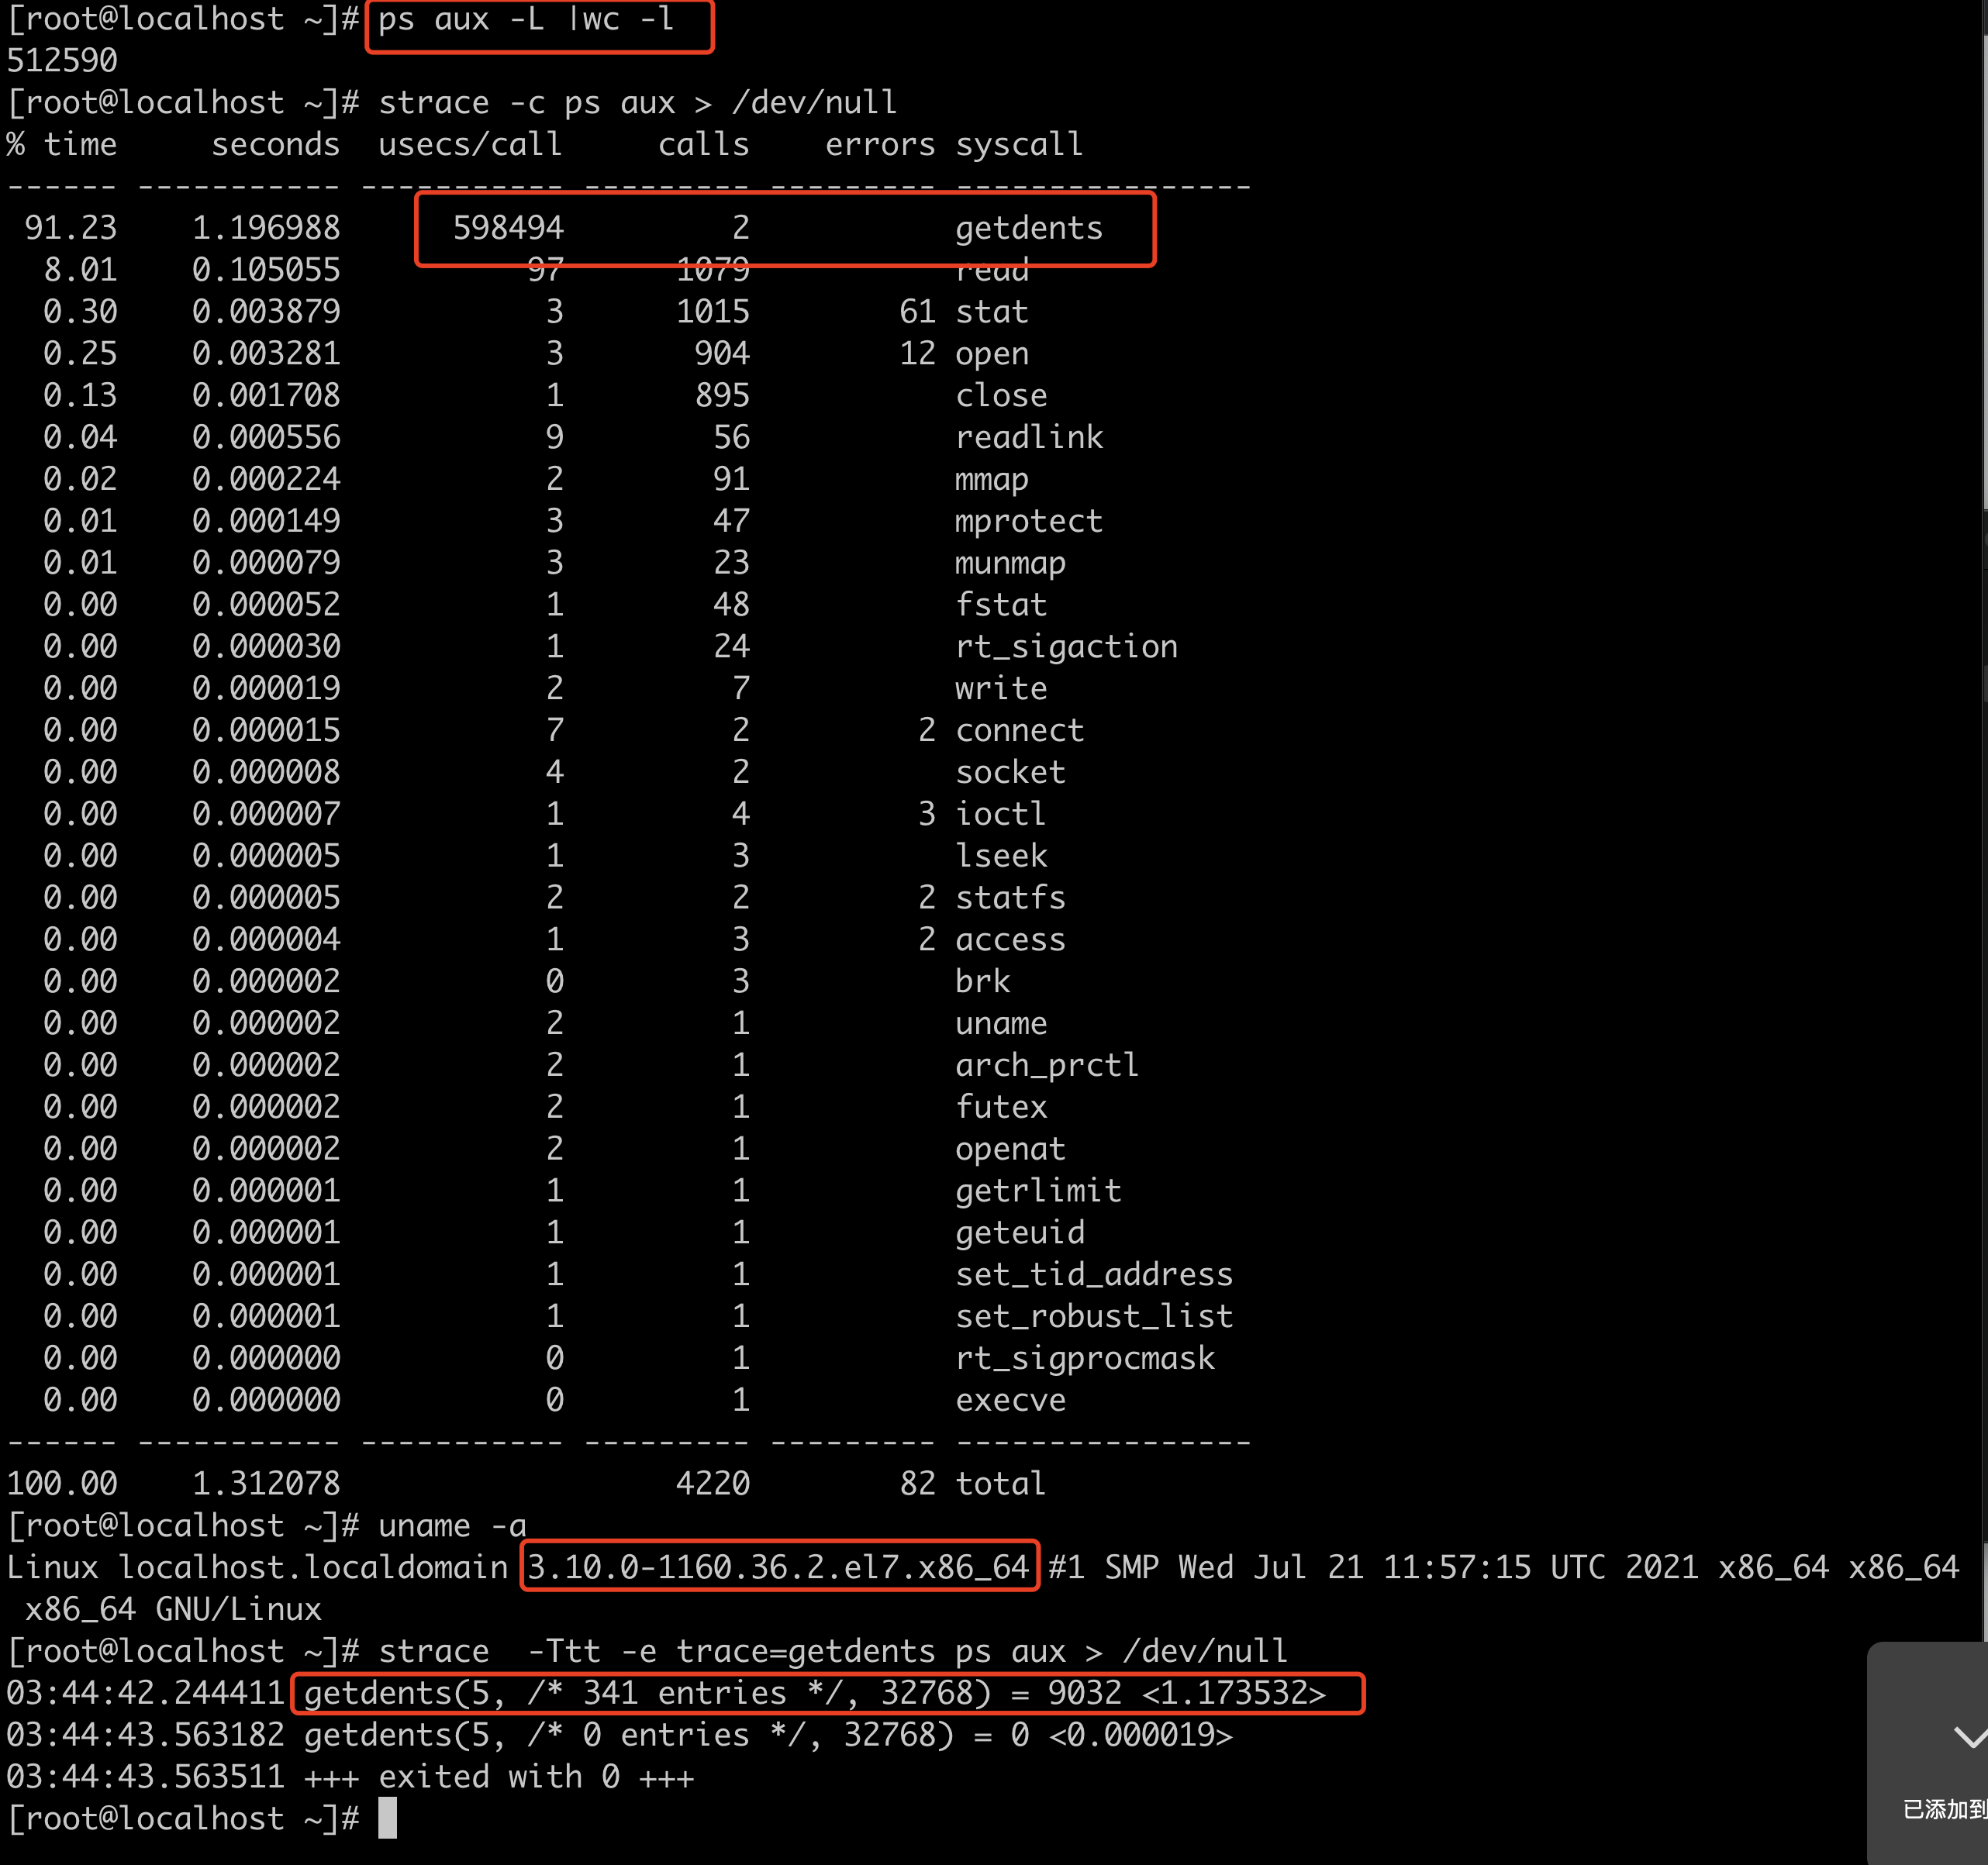 [root@localhost ~]# ps aux -L |wc -l
512590
[root@localhost ~]# strace -c ps aux > /dev/null
% time     seconds  usecs/call     calls    errors syscall
------ ----------- ----------- --------- --------- ----------------
 91.23    1.196988      598494         2           getdents
  8.01    0.105055          97      1079           read
  0.30    0.003879           3      1015        61 stat
  0.25    0.003281           3       904        12 open
  0.13    0.001708           1       895           close
  0.04    0.000556           9        56           readlink
  0.02    0.000224           2        91           mmap
  0.01    0.000149           3        47           mprotect
  0.01    0.000079           3        23           munmap
  0.00    0.000052           1        48           fstat
  0.00    0.000030           1        24           rt_sigaction
  0.00    0.000019           2         7           write
  0.00    0.000015           7         2         2 connect
  0.00    0.000008           4         2           socket
  0.00    0.000007           1         4         3 ioctl
  0.00    0.000005           1         3           lseek
  0.00    0.000005           2         2         2 statfs
  0.00    0.000004           1         3         2 access
  0.00    0.000002           0         3           brk
  0.00    0.000002           2         1           uname
  0.00    0.000002           2         1           arch_prctl
  0.00    0.000002           2         1           futex
  0.00    0.000002           2         1           openat
  0.00    0.000001           1         1           getrlimit
  0.00    0.000001           1         1           geteuid
  0.00    0.000001           1         1           set_tid_address
  0.00    0.000001           1         1           set_robust_list
  0.00    0.000000           0         1           rt_sigprocmask
  0.00    0.000000           0         1           execve
------ ----------- ----------- --------- --------- ----------------
100.00    1.312078                  4220        82 total
[root@localhost ~]# uname -a
Linux localhost.localdomain 3.10.0-1160.36.2.el7.x86_64 #1 SMP Wed Jul 21 11:57:15 UTC 2021 x86_64 x86_64
 x86_64 GNU/Linux
[root@localhost ~]# strace  -Ttt -e trace=getdents ps aux > /dev/null
03:44:42.244411 getdents(5, /* 341 entries */, 32768) = 9032 <1.173532>
03:44:43.563182 getdents(5, /* 0 entries */, 32768) = 0 <0.000019>
03:44:43.563511 +++ exited with 0 +++
[root@localhost ~]#
已添加到